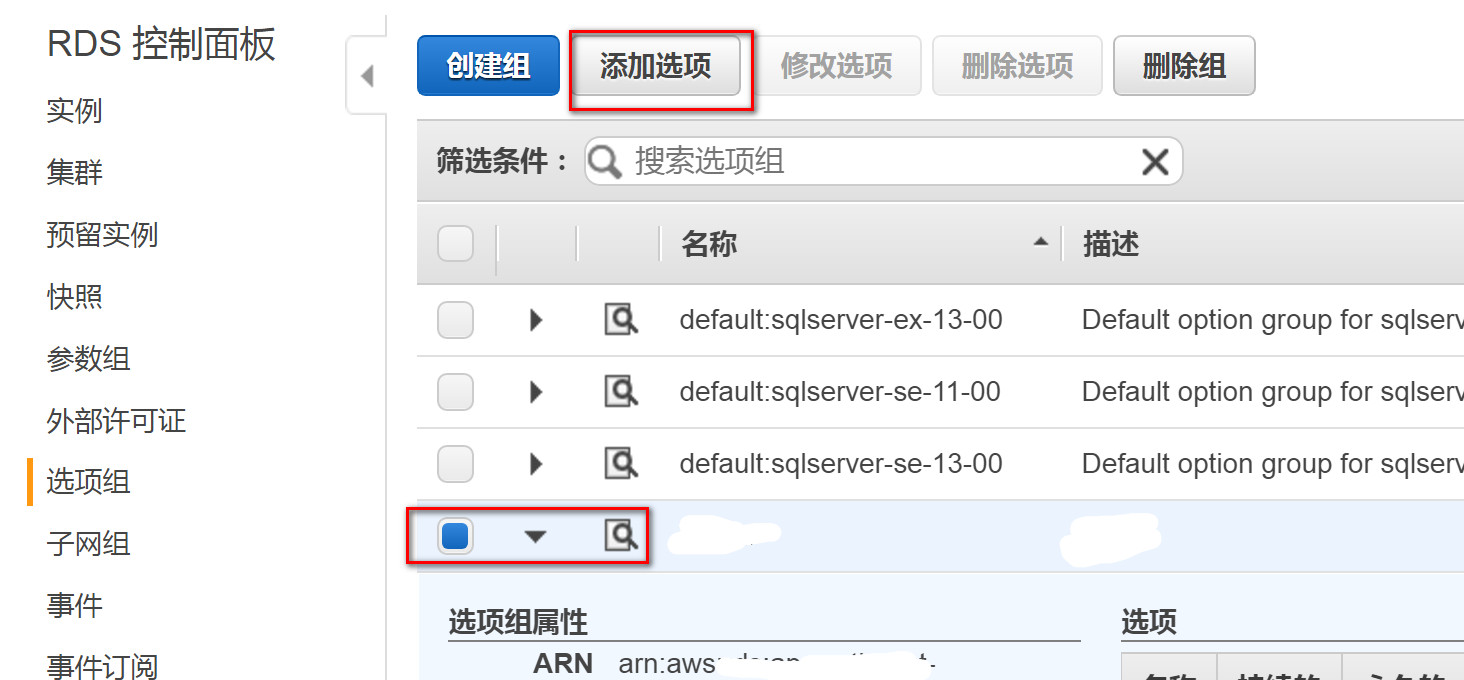 RDS 控制面板
实例
集群
预留实例
快照
参数组
外部许可证
选项组
子网组
事件
事件订阅
创建组 添加选项 修改选项 删除选项 删除组
筛选条件： 搜索选项组
名称 描述
default:sqlserver-ex-13-00 Default option group for sqlserv
default:sqlserver-se-11-00 Default option group for sqlserv
default:sqlserver-se-13-00 Default option group for sqlserv
选项组属性 选项
ARN arn:aws:
名称